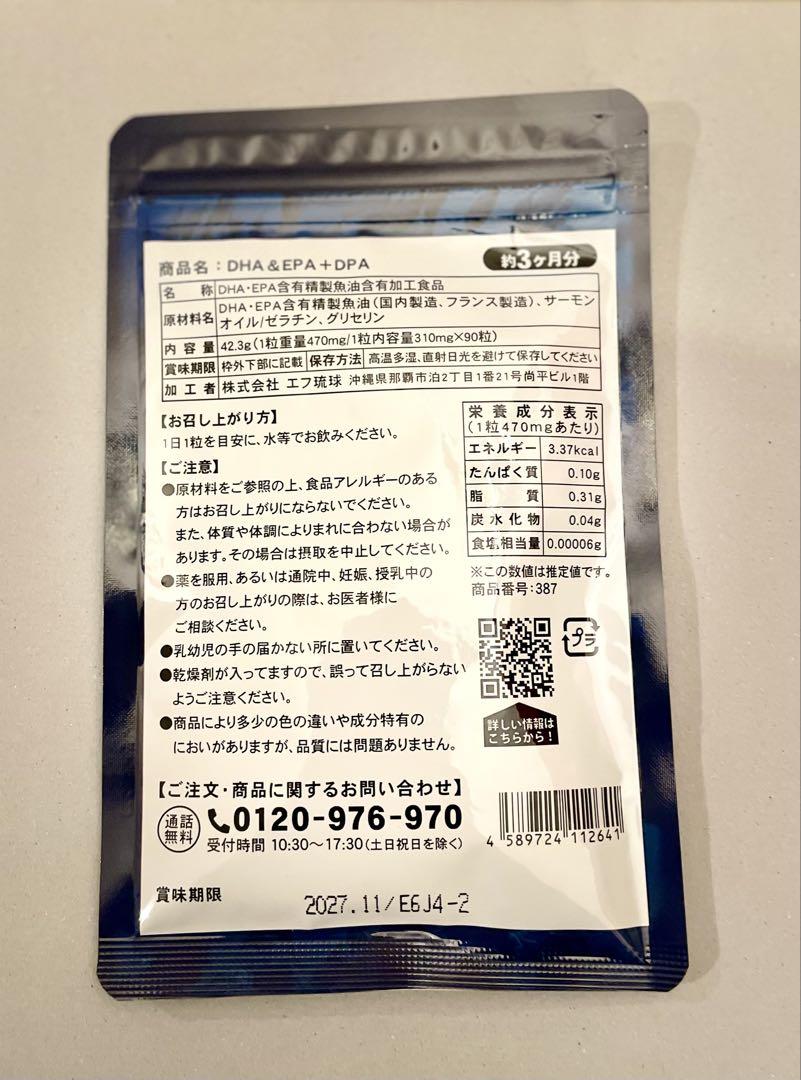 商品名：DHA＆EPA＋DPA
約3ヶ月分
名　称 DHA・EPA含有精製魚油含有加工食品
原材料名 DHA・EPA含有精製魚油（国内製造、フランス製造）、サーモン
オイル/ゼラチン、グリセリン
内容量 42.3g（1粒重量470mg/1粒内容量310mg×90粒）
賞味期限 枠外下部に記載 保存方法 高温多湿、直射日光を避けて保存してください
加工者 株式会社 エフ琉球 沖縄県那覇市泊2丁目1番21号尚平ビル1階
【お召し上がり方】
1日1粒を目安に、水等でお飲みください。
【ご注意】
●原材料をご参照の上、食品アレルギーのある
方はお召し上がりにならないでください。
また、体質や体調によりまれに合わない場合が
あります。その場合は摂取を中止してください。
●薬を服用、あるいは通院中、妊娠、授乳中の
方のお召し上がりの際は、お医者様に
ご相談ください。
●乳幼児の手の届かない所に置いてください。
●乾燥剤が入ってますので、誤って召し上がらない
ようご注意ください。
●商品により多少の色の違いや成分特有の
においがありますが、品質には問題ありません。
栄養成分表示
（1粒470mgあたり）
エネルギー 3.37kcal
たんぱく質 0.10g
脂　質 0.31g
炭水化物 0.04g
食塩相当量 0.00006g
※この数値は推定値です。
商品番号：387
プラ
詳しい情報は
こちらから！
【ご注文・商品に関するお問い合わせ】
通話
無料
0120-976-970
受付時間 10:30〜17:30（土日祝日を除く）
4 589724 112641
賞味期限
2027.11/E6J4-2